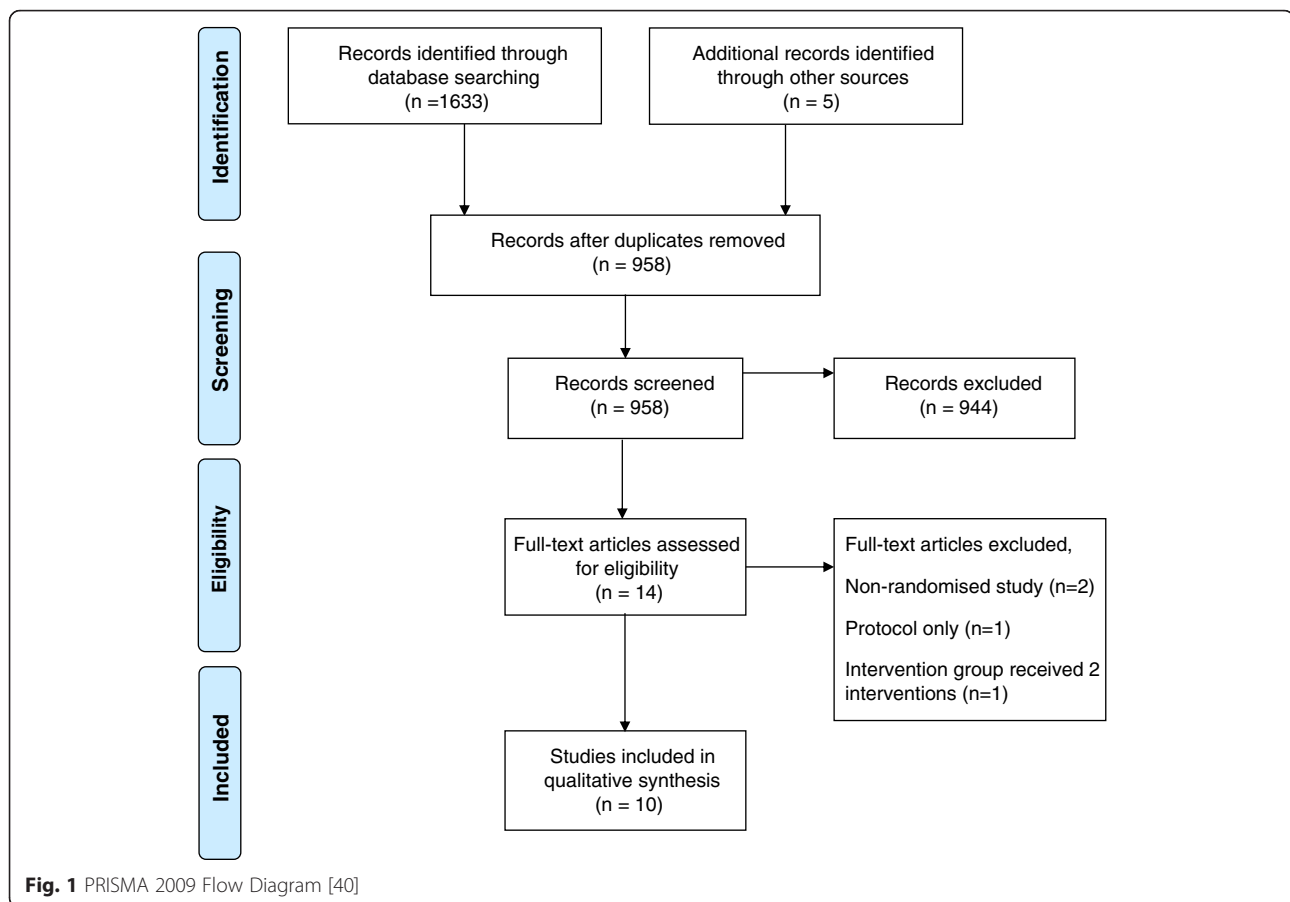 Identification
Records identified through
database searching
(n =1633)
Additional records identified
through other sources
(n = 5)
Records after duplicates removed
(n = 958)
Screening
Records screened
(n = 958)
Records excluded
(n = 944)
Eligibility
Full-text articles assessed
for eligibility
(n = 14)
Full-text articles excluded,
Non-randomised study (n=2)
Protocol only (n=1)
Intervention group received 2
interventions (n=1)
Included
Studies included in
qualitative synthesis
(n = 10)
Fig. 1 PRISMA 2009 Flow Diagram [40]